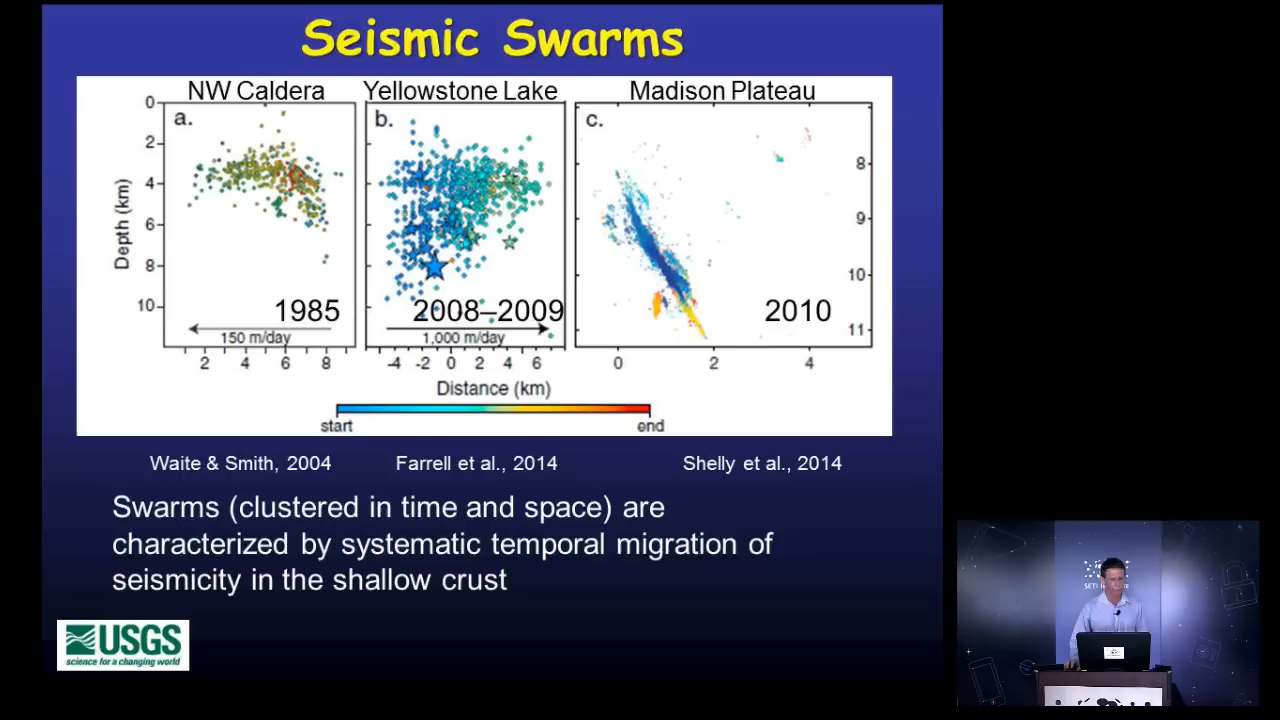 Seismic Swarms
NW Caldera
Yellowstone Lake
Madison Plateau
a.
b.
c.
0
2
4
6
8
10
Depth (km)
8
9
10
11
1985
2008–2009
2010
150 m/day
1,000 m/day
2 4 6 8
-4 -2 0 2 4 6
0 2 4
Distance (km)
start
end
Waite & Smith, 2004
Farrell et al., 2014
Shelly et al., 2014
Swarms (clustered in time and space) are
characterized by systematic temporal migration of
seismicity in the shallow crust
USGS
science for a changing world